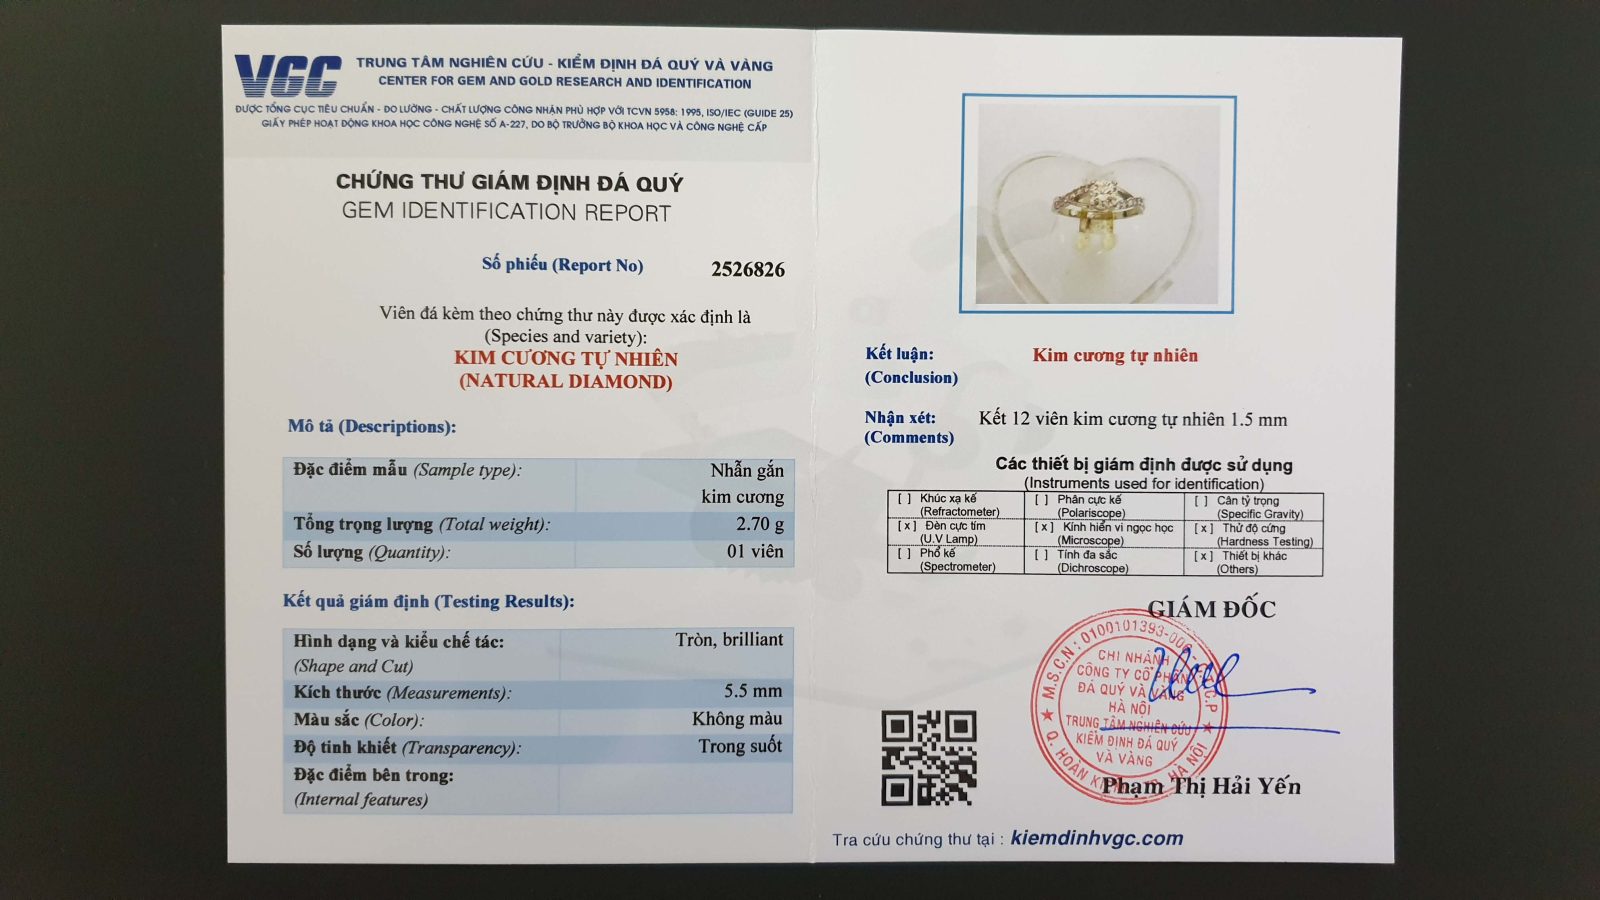 VGC
TRUNG TÂM NGHIÊN CỨU - KIỂM ĐỊNH ĐÁ QUÝ VÀ VÀNG
CENTER FOR GEM AND GOLD RESEARCH AND IDENTIFICATION
ĐƯỢC TỔNG CỤC TIÊU CHUẨN - ĐO LƯỜNG - CHẤT LƯỢNG CÔNG NHẬN PHÙ HỢP VỚI TCVN 5958: 1995, ISO/IEC (GUIDE 25)
GIẤY PHÉP HOẠT ĐỘNG KHOA HỌC CÔNG NGHỆ SỐ A-227, DO BỘ TRƯỞNG BỘ KHOA HỌC VÀ CÔNG NGHỆ CẤP
CHỨNG THƯ GIÁM ĐỊNH ĐÁ QUÝ
GEM IDENTIFICATION REPORT
Số phiếu (Report No) 2526826
Viên đá kèm theo chứng thư này được xác định là
(Species and variety):
KIM CƯƠNG TỰ NHIÊN
(NATURAL DIAMOND)
Mô tả (Descriptions):
Đặc điểm mẫu (Sample type): Nhẫn gắn
kim cương
Tổng trọng lượng (Total weight): 2.70 g
Số lượng (Quantity): 01 viên
Kết quả giám định (Testing Results):
Hình dạng và kiểu chế tác: Tròn, brilliant
(Shape and Cut)
Kích thước (Measurements): 5.5 mm
Màu sắc (Color): Không màu
Độ tinh khiết (Transparency): Trong suốt
Đặc điểm bên trong:
(Internal features)
Kết luận: Kim cương tự nhiên
(Conclusion)
Nhận xét: Kết 12 viên kim cương tự nhiên 1.5 mm
(Comments)
Các thiết bị giám định được sử dụng
(Instruments used for identification)
[ ] Khúc xạ kế [ ] Phân cực kế [ ] Cân tỷ trọng
(Refractometer) (Polariscope) (Specific Gravity)
[x] Đèn cực tím [x] Kính hiển vi ngọc học [x] Thử độ cứng
(U.V Lamp) (Microscope) (Hardness Testing)
[ ] Phổ kế [ ] Tính đa sắc [x] Thiết bị khác
(Spectrometer) (Dichroscope) (Others)
GIÁM ĐỐC
M.S.C.N: 0100101393-006
CHI NHÁNH
CÔNG TY CỔ PHẦN
ĐÁ QUÝ VÀ VÀNG
HÀ NỘI
TRUNG TÂM NGHIÊN CỨU
KIỂM ĐỊNH ĐÁ QUÝ
VÀ VÀNG
Q. HOÀN KIẾM TP. HÀ NỘI
Phạm Thị Hải Yến
Tra cứu chứng thư tại : kiemdinhvgc.com